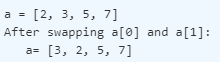 a = [2, 3, 5, 7]
After swapping a[0] and a[1]:
a= [3, 2, 5, 7]